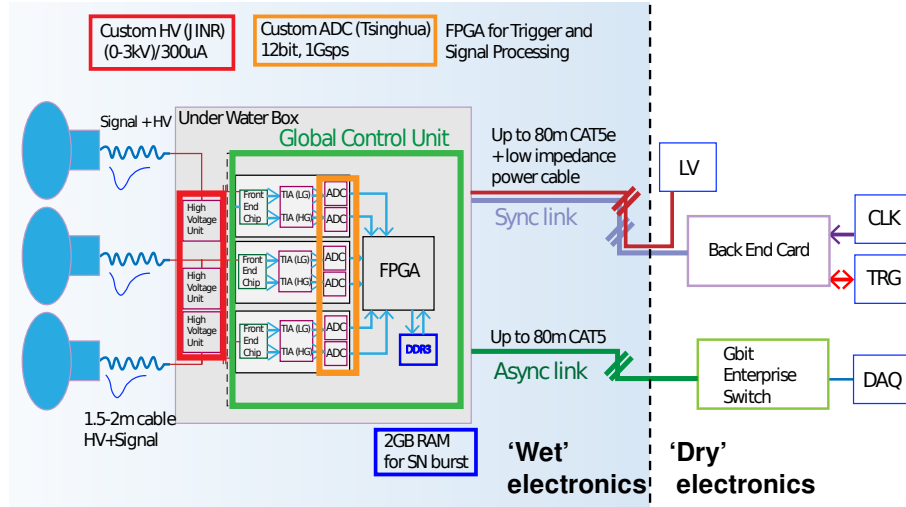 Custom HV (JINR)
(0-3kV)/300uA
Custom ADC (Tsinghua)
12bit, 1Gsps
FPGA for Trigger and
Signal Processing
Signal + HV
Under Water Box
Global Control Unit
Up to 80m CAT5e
+ low impedance
power cable
Sync link
LV
CLK
Back End Card
TRG
High
Voltage
Unit
High
Voltage
Unit
High
Voltage
Unit
Front
End
Chip
TIA (LG)
TIA (HG)
ADC
ADC
Front
End
Chip
TIA (LG)
TIA (HG)
ADC
ADC
Front
End
Chip
TIA (LG)
TIA (HG)
ADC
ADC
FPGA
DDR3
Up to 80m CAT5
Async link
Gbit
Enterprise
Switch
DAQ
1.5-2m cable
HV+Signal
2GB RAM
for SN burst
‘Wet’
electronics
‘Dry’
electronics